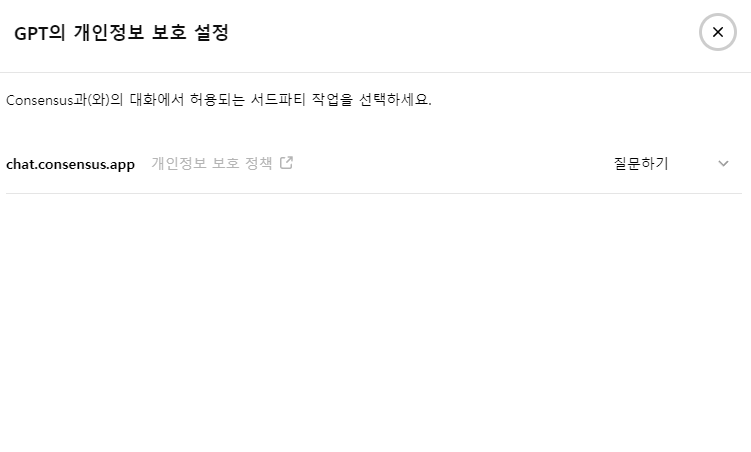 GPT의 개인정보 보호 설정
Consensus과(와)의 대화에서 허용되는 서드파티 작업을 선택하세요.
chat.consensus.app 개인정보 보호 정책 질문하기